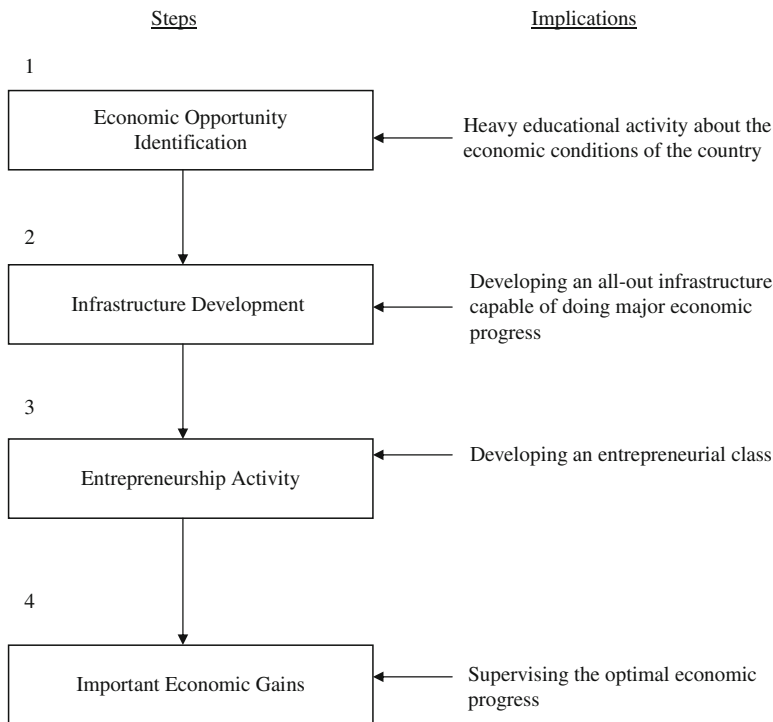 Steps
Implications
1
Economic Opportunity
Identification
Heavy educational activity about the
economic conditions of the country
2
Infrastructure Development
Developing an all-out infrastructure
capable of doing major economic
progress
3
Entrepreneurship Activity
Developing an entrepreneurial class
4
Important Economic Gains
Supervising the optimal economic
progress